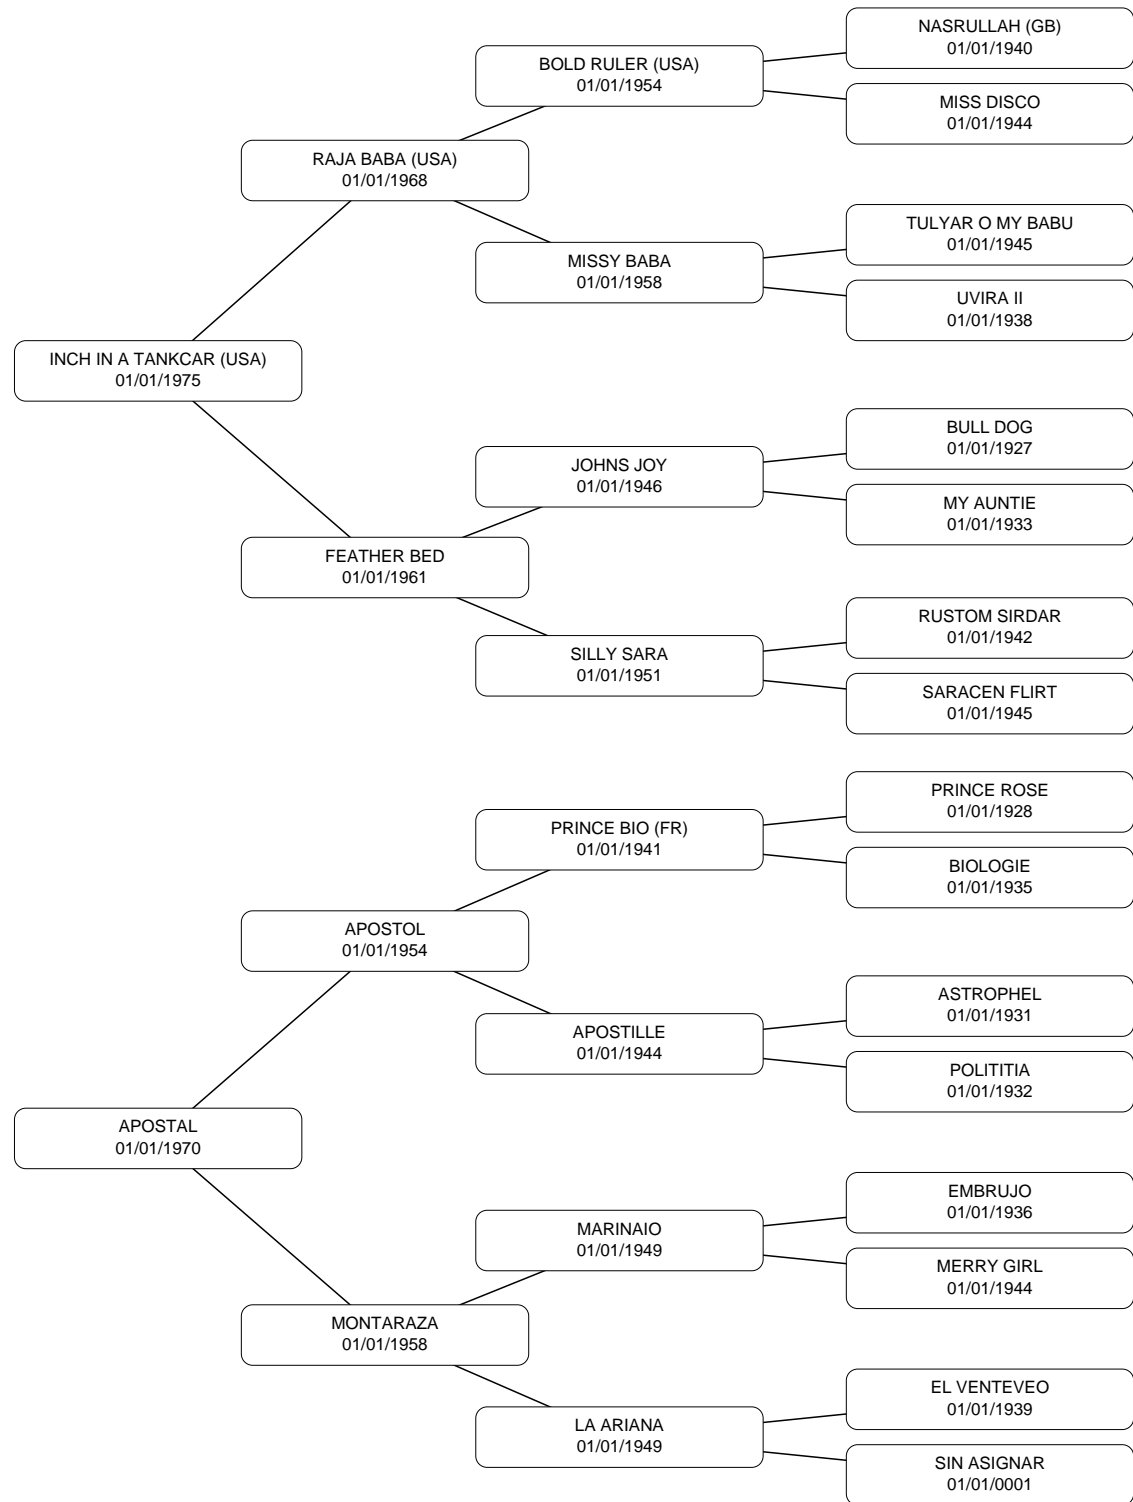 NASRULLAH (GB)
01/01/1940
BOLD RULER (USA)
01/01/1954
MISS DISCO
01/01/1944
RAJA BABA (USA)
01/01/1968
TULYAR O MY BABU
01/01/1945
MISSY BABA
01/01/1958
UVIRA II
01/01/1938
INCH IN A TANKCAR (USA)
01/01/1975
BULL DOG
01/01/1927
JOHNS JOY
01/01/1946
MY AUNTIE
01/01/1933
FEATHER BED
01/01/1961
RUSTOM SIRDAR
01/01/1942
SILLY SARA
01/01/1951
SARACEN FLIRT
01/01/1945
PRINCE ROSE
01/01/1928
PRINCE BIO (FR)
01/01/1941
BIOLOGIE
01/01/1935
APOSTOL
01/01/1954
ASTROPHEL
01/01/1931
APOSTILLE
01/01/1944
POLITITIA
01/01/1932
APOSTAL
01/01/1970
EMBRUJO
01/01/1936
MARINAIO
01/01/1949
MERRY GIRL
01/01/1944
MONTARAZA
01/01/1958
EL VENTEVEO
01/01/1939
LA ARIANA
01/01/1949
SIN ASIGNAR
01/01/0001